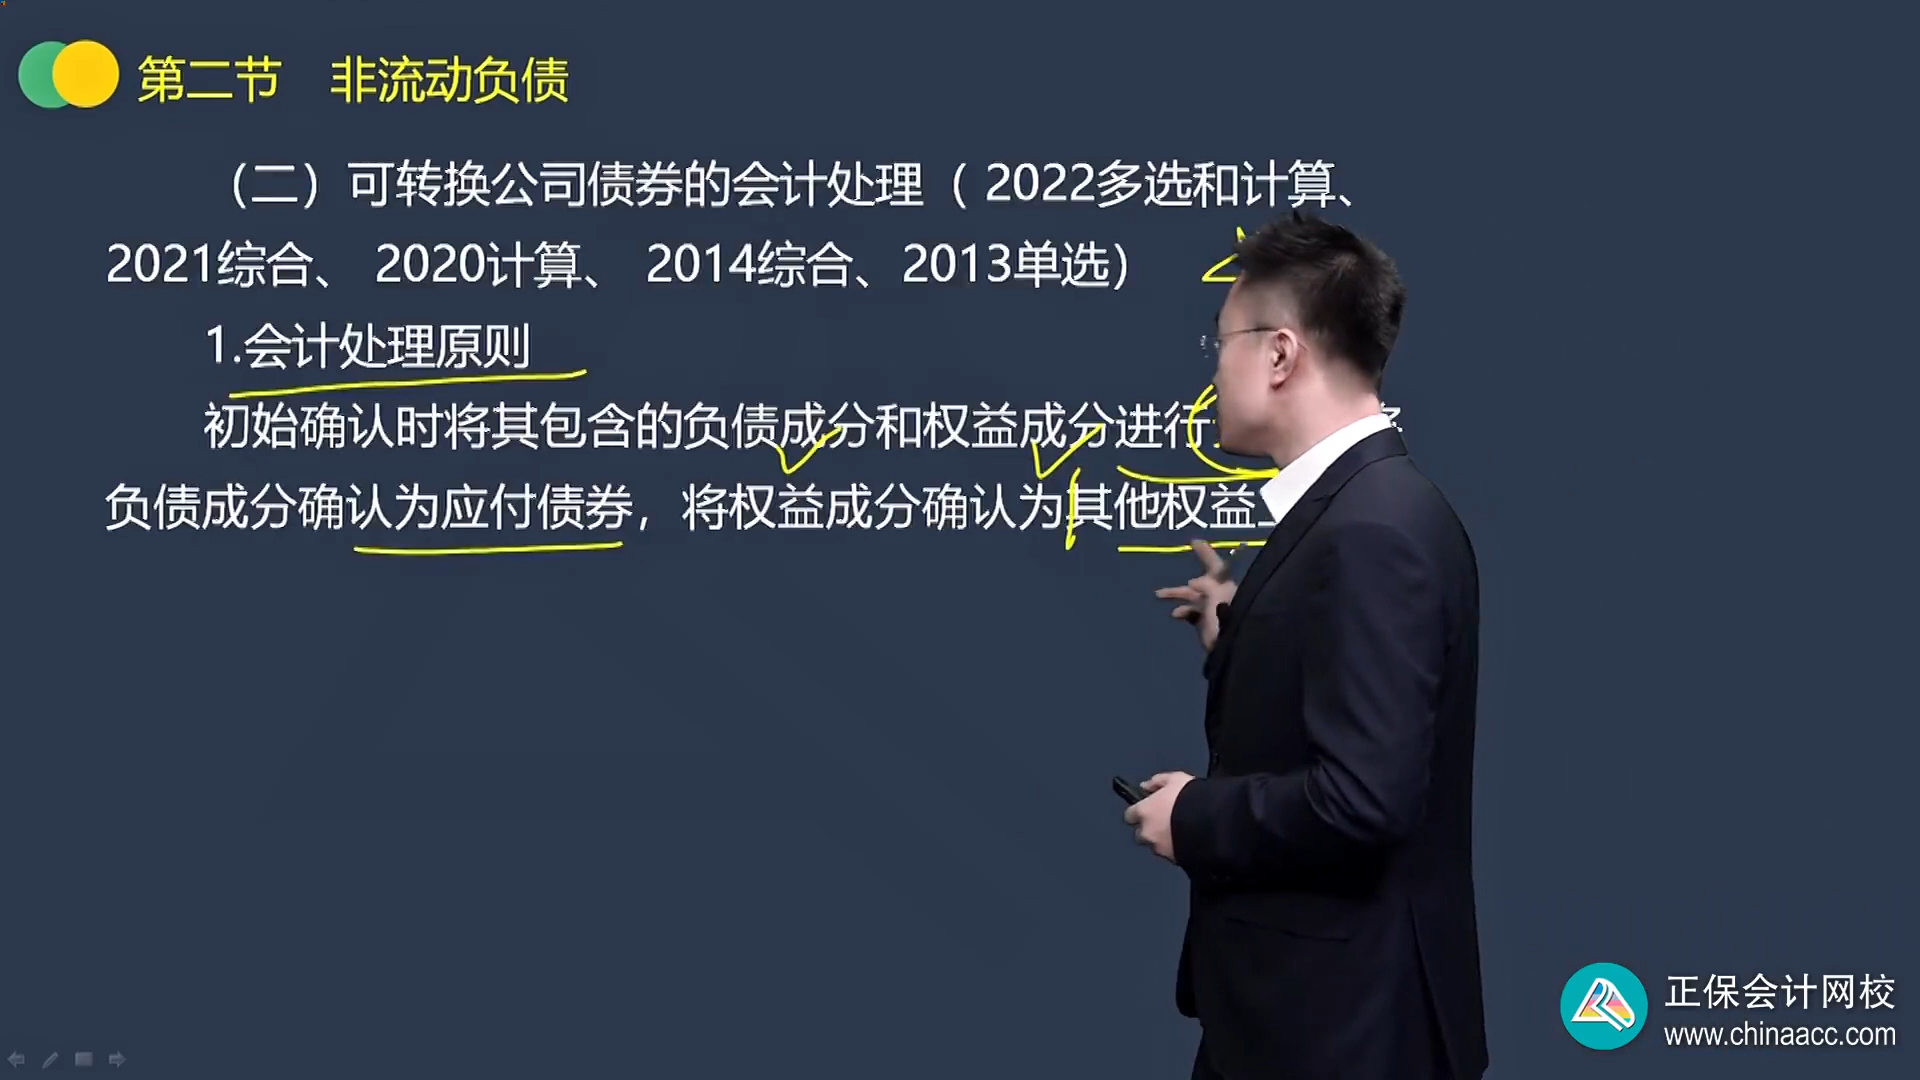 第二节 非流动负债
（二）可转换公司债券的会计处理（ 2022多选和计算、
2021综合、 2020计算、 2014综合、2013单选）
1.会计处理原则
初始确认时将其包含的负债成分和权益成分进行
负债成分确认为应付债券，将权益成分确认为其他权益
正保会计网校
www.chinaacc.com